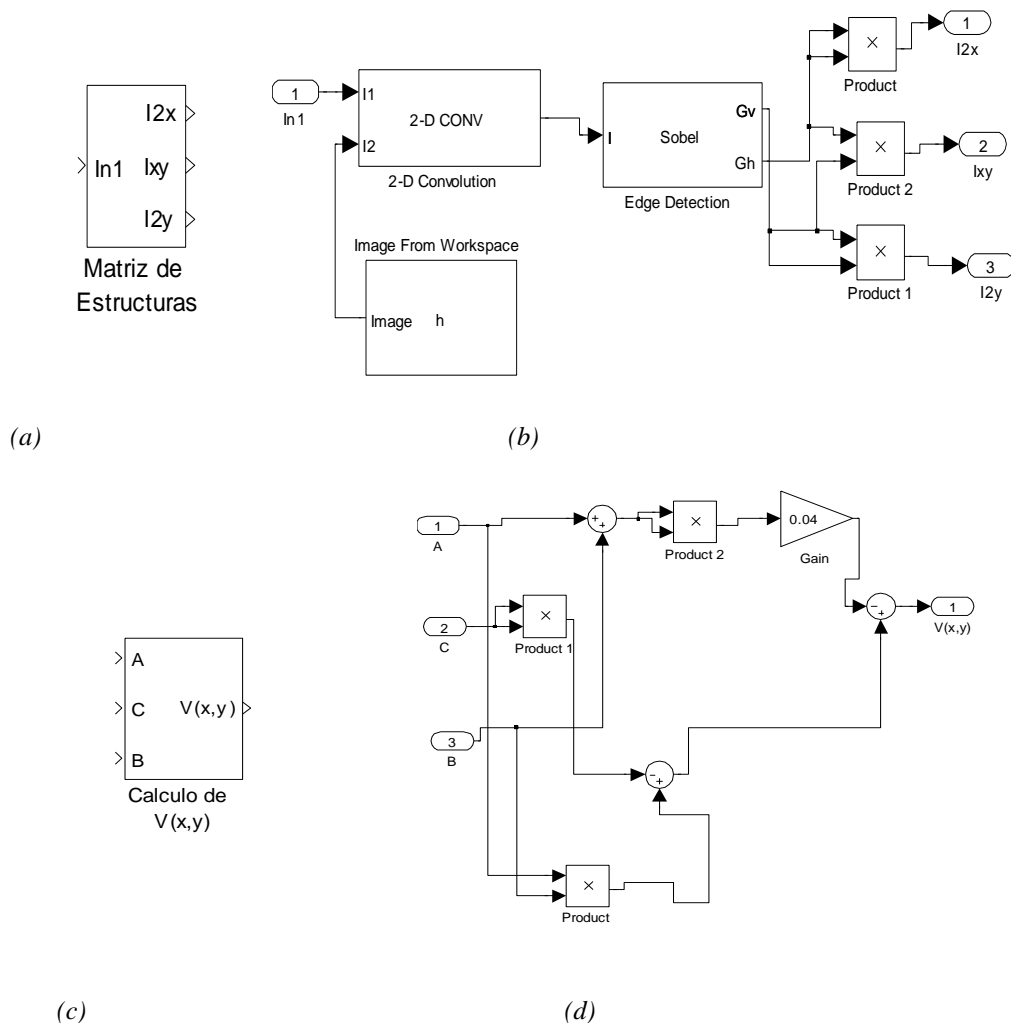 In1
I2x
Ixy
I2y
Matriz de
Estructuras
(a)
1
In1
I1
I2
2-D CONV
2-D Convolution
Image From Workspace
Image
h
I
Sobel
Gv
Gh
Edge Detection
×
Product
×
Product 2
×
Product 1
1
I2x
2
Ixy
3
I2y
(b)
A
C
B
V(x,y)
Calculo de
V(x,y)
(c)
1
A
2
C
3
B
×
Product 1
+
+
×
Product 2
0.04
Gain
-
+
1
V(x,y)
-
+
×
Product
(d)